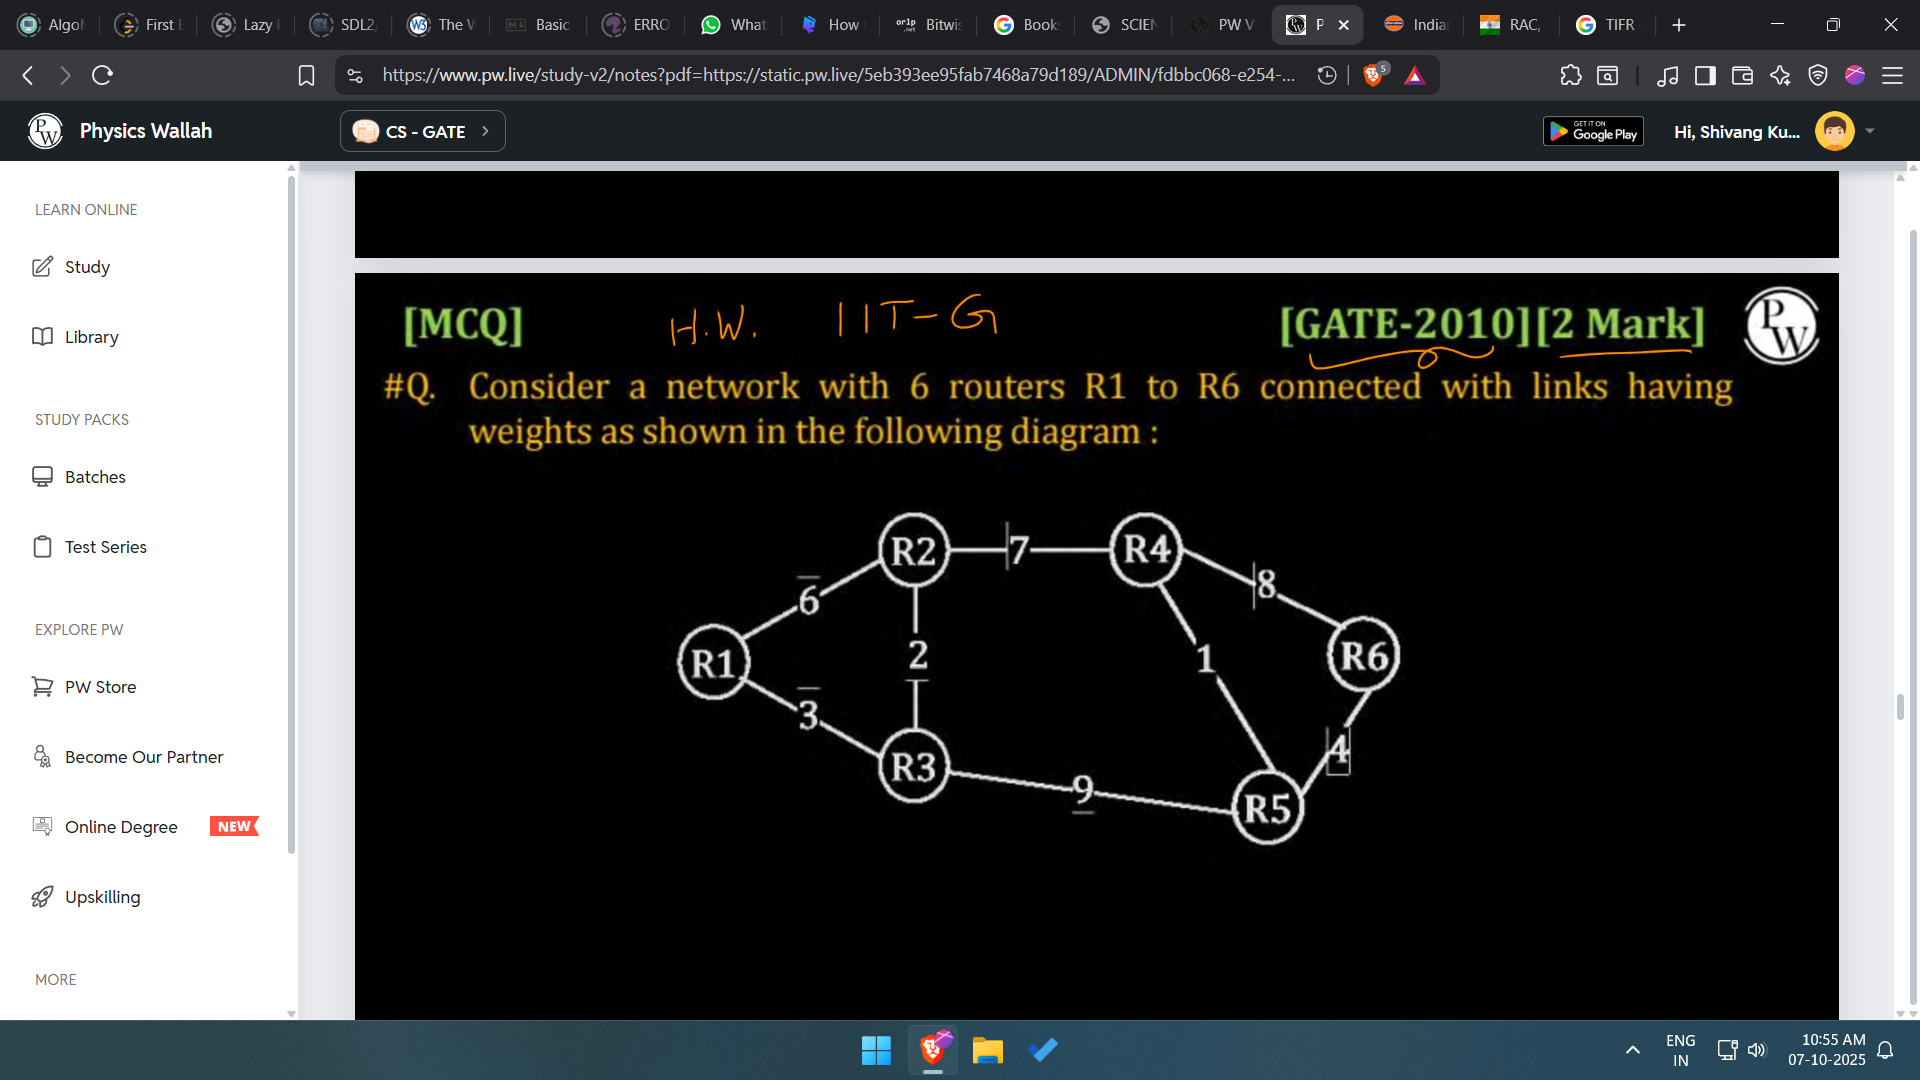 Algo
First
Lazy
SDL2
The
Basic
ERRO
What
How
Bitwis
Book
SCIEN
PW V
P
India
RAC,
TIFR
https://www.pw.live/study-v2/notes?pdf=https://static.pw.live/5eb393ee95fab7468a79d189/ADMIN/fdbbc068-e254-...
5
PW
Physics Wallah
CS - GATE
GET IT ON
Google Play
Hi, Shivang Ku...
LEARN ONLINE
Study
Library
STUDY PACKS
Batches
Test Series
EXPLORE PW
PW Store
Become Our Partner
Online Degree NEW
Upskilling
MORE
[MCQ] H.W. IIT-G [GATE-2010][2 Mark]
PW
#Q. Consider a network with 6 routers R1 to R6 connected with links having
weights as shown in the following diagram :
R2 7 R4
6 8
R1 2 1 R6
3 4
R3 9 R5
ENG
IN
10:55 AM
07-10-2025